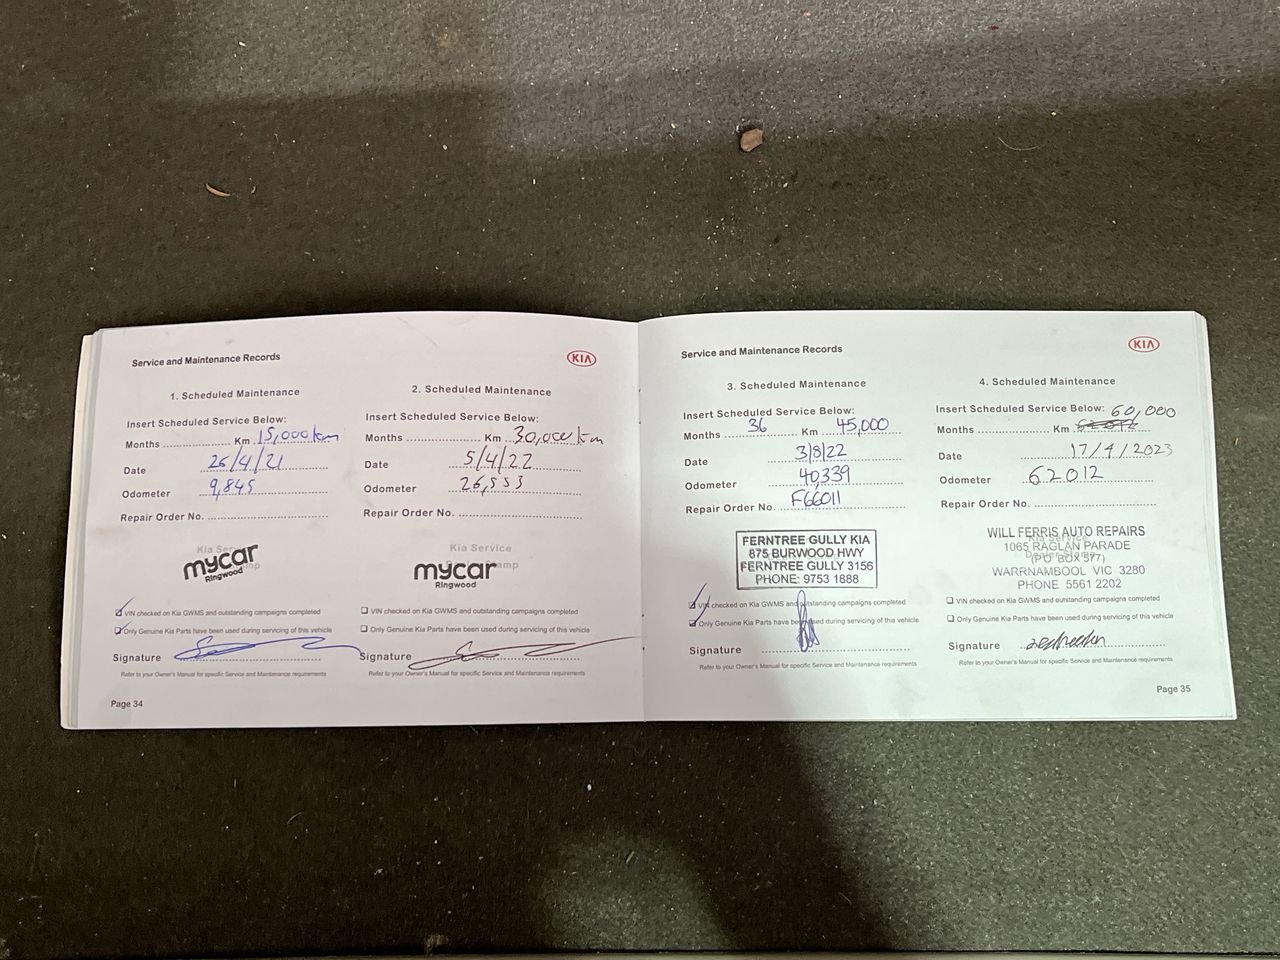 Service and Maintenance Records
KIA
1. Scheduled Maintenance
Insert Scheduled Service Below:
Months .................... Km 15,000km
Date 26/4/21
Odometer 9,845
Repair Order No. ..............................
Kia Service
mycar
Ringwood
VIN checked on Kia GWMS and outstanding campaigns completed
Only Genuine Kia Parts have been used during servicing of this vehicle
Signature
Refer to your Owner's Manual for specific Service and Maintenance requirements
Page 34
2. Scheduled Maintenance
Insert Scheduled Service Below:
Months .................... Km 30,000km
Date 5/4/22
Odometer 26,553
Repair Order No. ..............................
Kia Service
Stamp
mycar
Ringwood
VIN checked on Kia GWMS and outstanding campaigns completed
Only Genuine Kia Parts have been used during servicing of this vehicle
Signature
Refer to your Owner's Manual for specific Service and Maintenance requirements
Service and Maintenance Records
KIA
3. Scheduled Maintenance
Insert Scheduled Service Below:
Months 36 Km 45,000
Date 3/8/22
Odometer 40339
Repair Order No. F66011
FERNTREE GULLY KIA
875 BURWOOD HWY
FERNTREE GULLY 3156
PHONE: 9753 1888
VIN checked on Kia GWMS and outstanding campaigns completed
Only Genuine Kia Parts have been used during servicing of this vehicle
Signature
Refer to your Owner's Manual for specific Service and Maintenance requirements
4. Scheduled Maintenance
Insert Scheduled Service Below: 60,000
Months .................... Km
Date 17/4/2023
Odometer 62012
WILL FERRIS AUTO REPAIRS
1065 RAGLAN PARADE
(PO BOX 577)
WARRNAMBOOL VIC 3280
PHONE 5561 2202
VIN checked on Kia GWMS and outstanding campaigns completed
Only Genuine Kia Parts have been used during servicing of this vehicle
Signature
Refer to your Owner's Manual for specific Service and Maintenance requirements
Page 35